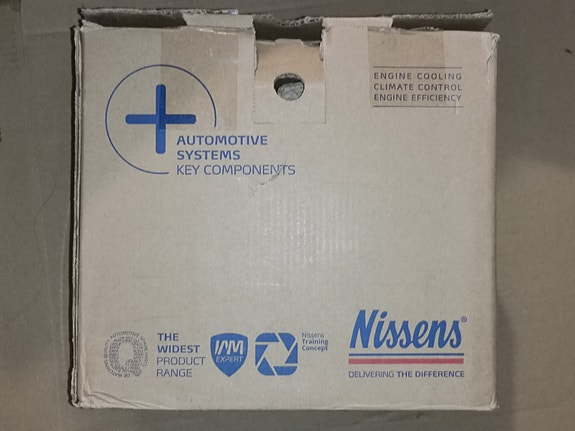 ENGINE COOLING
CLIMATE CONTROL
ENGINE EFFICIENCY
AUTOMOTIVE
SYSTEMS
KEY COMPONENTS
THE
WIDEST
PRODUCT
RANGE
IAM
EXPERT
Nissens
Training
Concept
Nissens®
DELIVERING THE DIFFERENCE